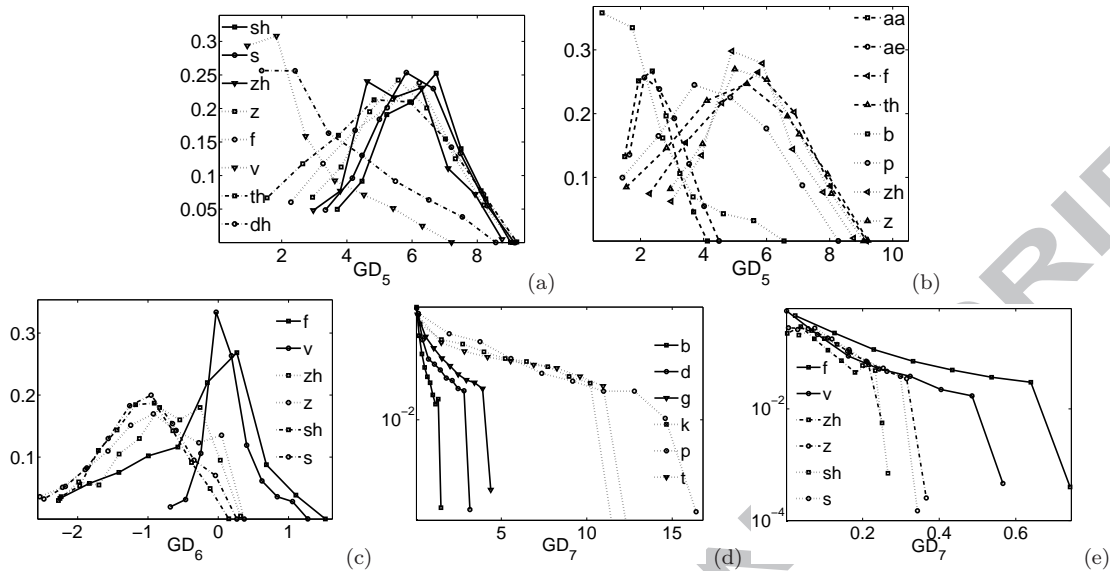 0.3
0.25
0.2
0.15
0.1
0.05
2 4 6 8
GD5
sh
s
zh
z
f
v
th
dh
(a)
0.3
0.2
0.1
2 4 6 8 10
GD5
aa
ae
f
th
b
p
zh
z
(b)
0.3
0.2
0.1
−2 −1 0 1
GD6
f
v
zh
z
sh
s
(c)
10−2
5 10 15
GD7
b
d
g
k
p
t
(d)
10−2
10−4
0.2 0.4 0.6
GD7
f
v
zh
z
sh
s
(e)
RIP